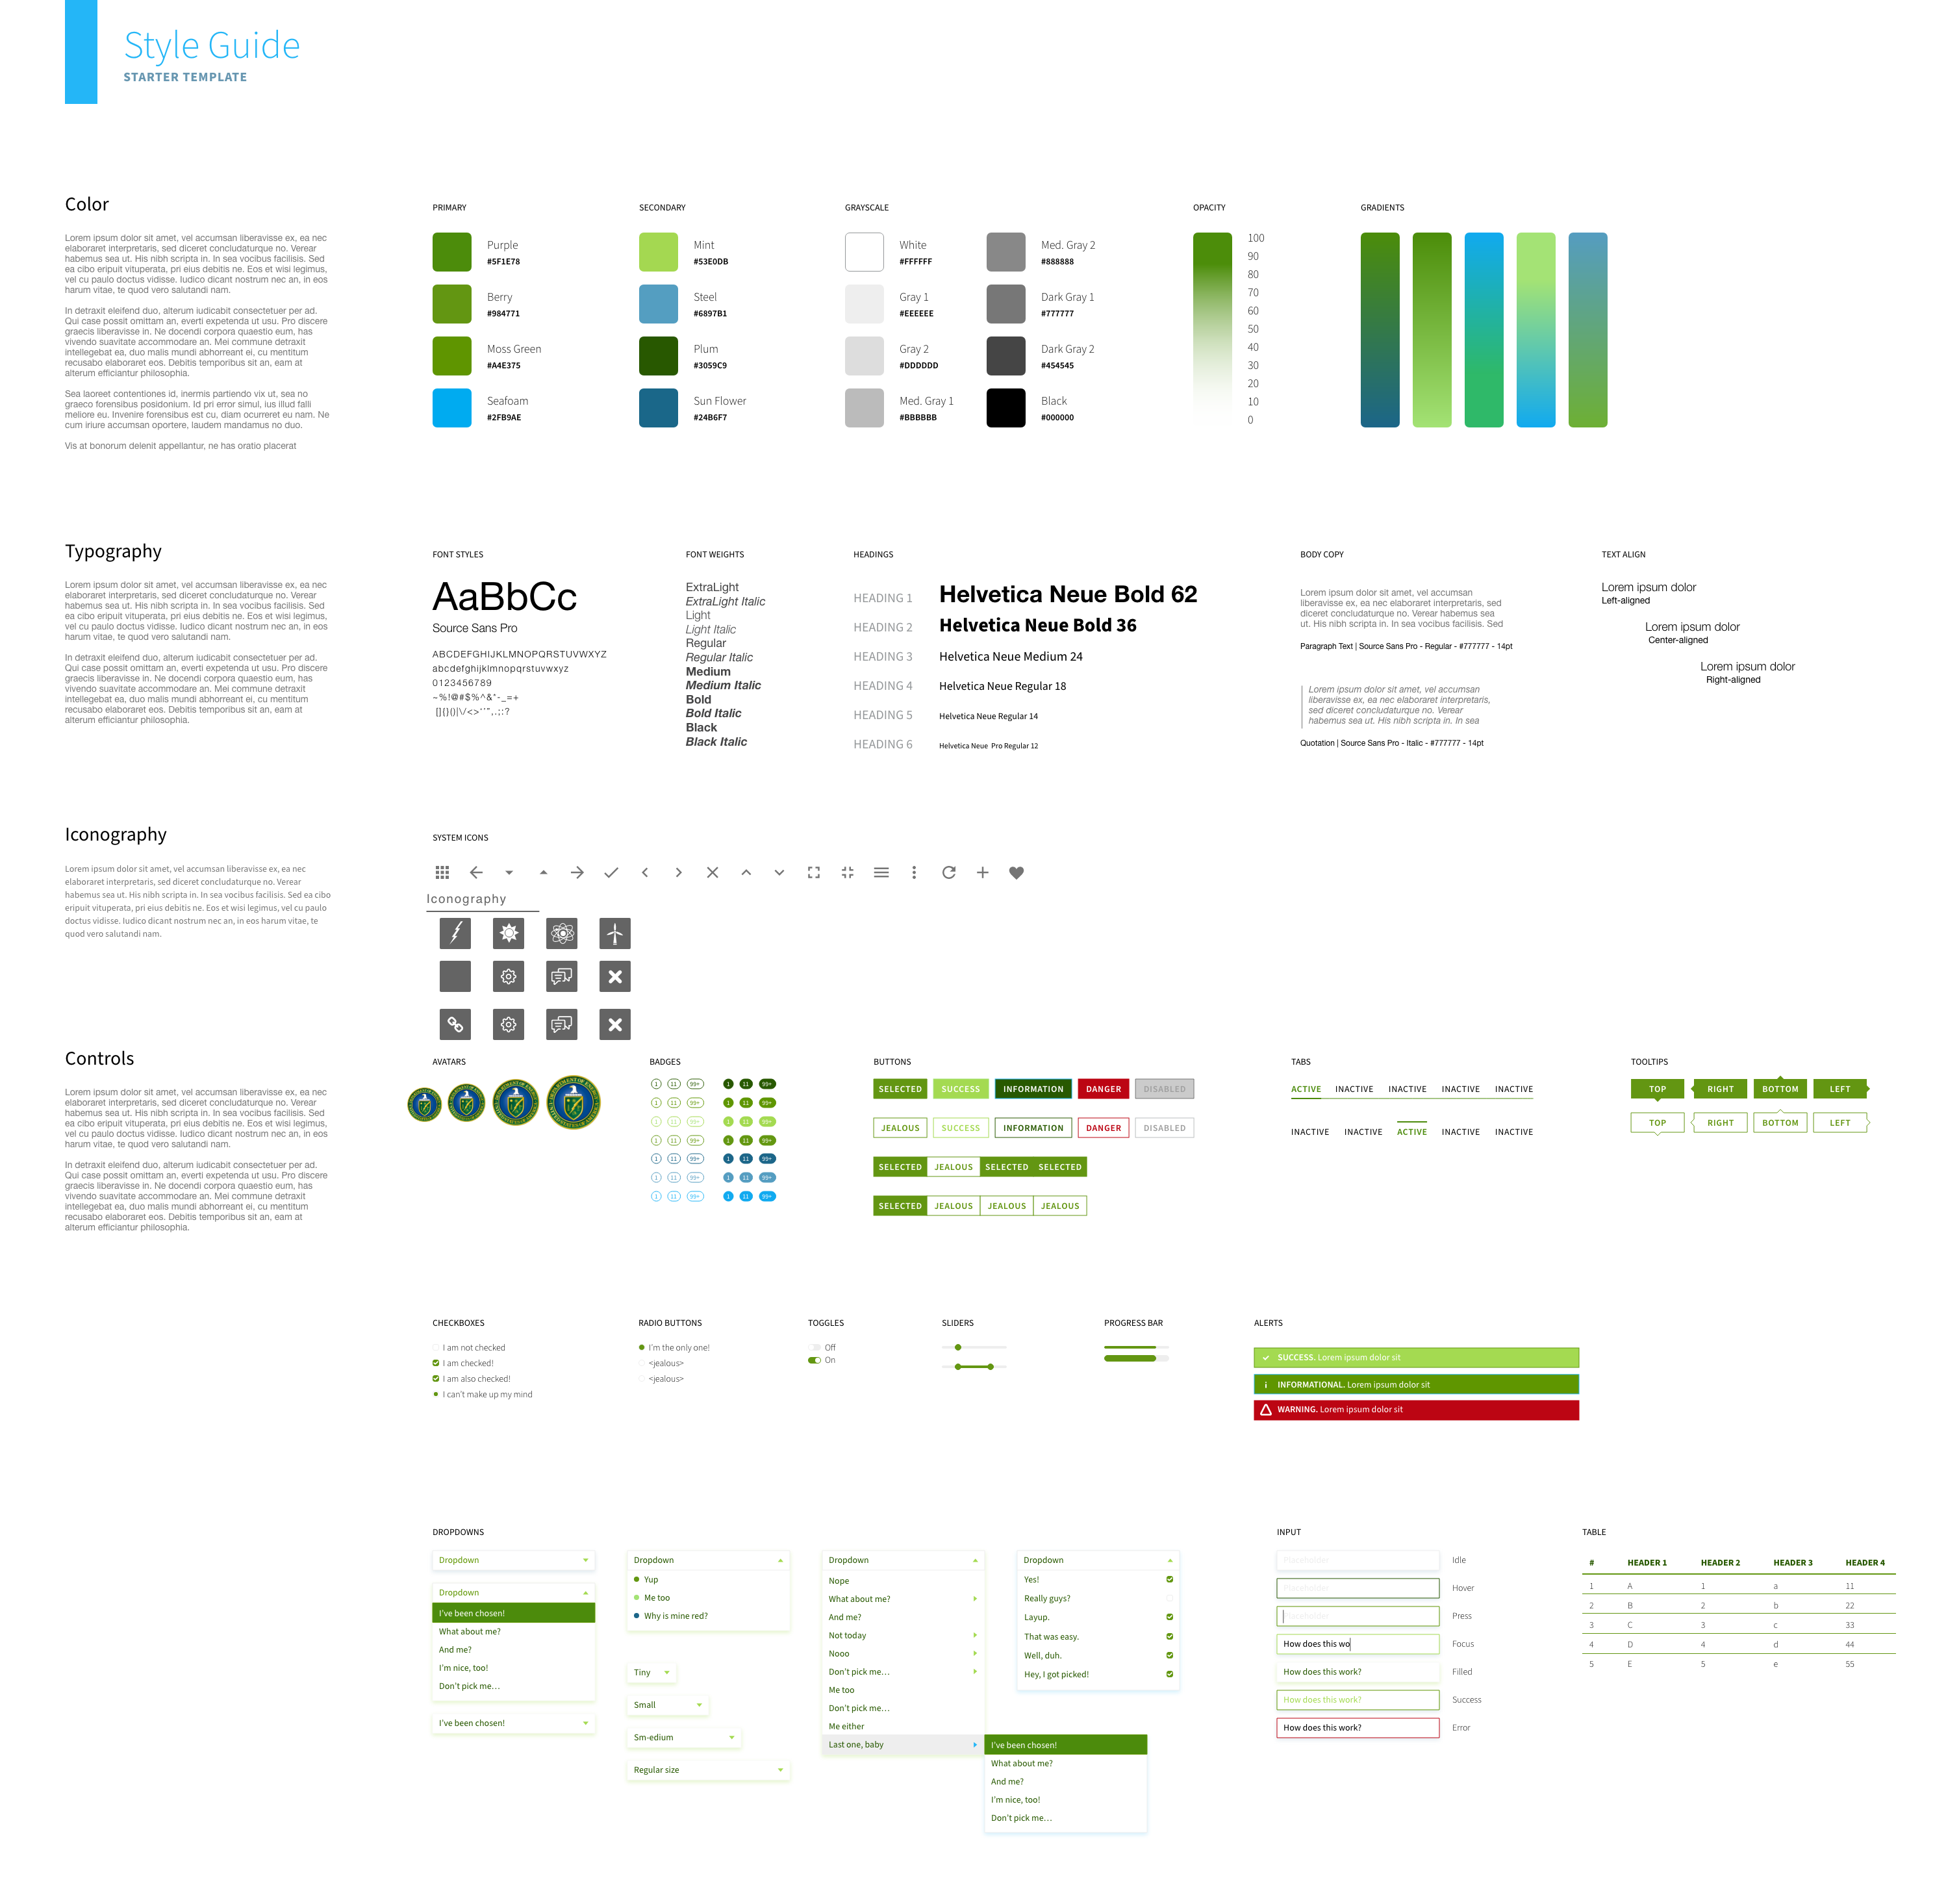 Style Guide
STARTER TEMPLATE
Color
Lorem ipsum dolor sit amet, vel accumsan liberavisse ex, ea nec
elaboraret interpretaris, sed diceret concludaturque no. Verear
habemus sea ut. His nibh scripta in. In sea vocibus facilisis. Sed
ea cibo eripuit vituperata, pri eius debitis ne. Eos et wisi legimus,
vel cu paulo doctus vidisse. Iudico dicant nostrum nec an, in eos
harum vitae, te quod vero salutandi nam.
In detraxit eleifend duo, alterum iudicabit consectetuer per ad.
Qui case possit omittam an, everti expetenda ut usu. Pro discere
graecis liberavisse in. Ne docendi corpora quaestio eum, has
vivendo suavitate accommodare an. Mei commune detraxit
intellegebat ea, duo malis mundi abhorreant ei, cu mentitum
recusabo elaboraret eos. Debitis temporibus sit an, eam at
alterum efficiantur philosophia.
Sea laoreet contentiones id, inermis partiendo vix ut, sea no
graeco forensibus posidonium. Id pri error simul, ius illud falli
meliore eu. Invenire forensibus est cu, diam ocurreret eu nam. Ne
cum iriure accumsan oportere, laudem mandamus no duo.
Vis at bonorum delenit appellantur, ne has oratio placerat
PRIMARY
Purple
#5F1E78
Berry
#984771
Moss Green
#A4E375
Seafoam
#2FB9AE
SECONDARY
Mint
#53E0DB
Steel
#6897B1
Plum
#3059C9
Sun Flower
#24B6F7
GRAYSCALE
White
#FFFFFF
Gray 1
#EEEEEE
Gray 2
#DDDDDD
Med. Gray 1
#BBBBBB
Med. Gray 2
#888888
Dark Gray 1
#777777
Dark Gray 2
#454545
Black
#000000
OPACITY
100
90
80
70
60
50
40
30
20
10
0
GRADIENTS
Typography
Lorem ipsum dolor sit amet, vel accumsan liberavisse ex, ea nec
elaboraret interpretaris, sed diceret concludaturque no. Verear
habemus sea ut. His nibh scripta in. In sea vocibus facilisis. Sed
ea cibo eripuit vituperata, pri eius debitis ne. Eos et wisi legimus,
vel cu paulo doctus vidisse. Iudico dicant nostrum nec an, in eos
harum vitae, te quod vero salutandi nam.
In detraxit eleifend duo, alterum iudicabit consectetuer per ad.
Qui case possit omittam an, everti expetenda ut usu. Pro discere
graecis liberavisse in. Ne docendi corpora quaestio eum, has
vivendo suavitate accommodare an. Mei commune detraxit
intellegebat ea, duo malis mundi abhorreant ei, cu mentitum
recusabo elaboraret eos. Debitis temporibus sit an, eam at
alterum efficiantur philosophia.
FONT STYLES
AaBbCc
Source Sans Pro
ABCDEFGHIJKLMNOPQRSTUVWXYZ
abcdefghijklmnopqrstuvwxyz
0123456789
~%!@#$%^&*-_=+
[]{}()|\/<>‘'“",.;:?
FONT WEIGHTS
ExtraLight
ExtraLight Italic
Light
Light Italic
Regular
Regular Italic
Medium
Medium Italic
Bold
Bold Italic
Black
Black Italic
HEADINGS
HEADING 1 Helvetica Neue Bold 62
HEADING 2 Helvetica Neue Bold 36
HEADING 3 Helvetica Neue Medium 24
HEADING 4 Helvetica Neue Regular 18
HEADING 5 Helvetica Neue Regular 14
HEADING 6 Helvetica Neue Pro Regular 12
BODY COPY
Lorem ipsum dolor sit amet, vel accumsan
liberavisse ex, ea nec elaboraret interpretaris, sed
diceret concludaturque no. Verear habemus sea
ut. His nibh scripta in. In sea vocibus facilisis. Sed
Paragraph Text | Source Sans Pro - Regular - #777777 - 14pt
Lorem ipsum dolor sit amet, vel accumsan
liberavisse ex, ea nec elaboraret interpretaris,
sed diceret concludaturque no. Verear
habemus sea ut. His nibh scripta in. In sea
Quotation | Source Sans Pro - Italic - #777777 - 14pt
TEXT ALIGN
Lorem ipsum dolor
Left-aligned
Lorem ipsum dolor
Center-aligned
Lorem ipsum dolor
Right-aligned
Iconography
Lorem ipsum dolor sit amet, vel accumsan liberavisse ex, ea nec
elaboraret interpretaris, sed diceret concludaturque no. Verear
habemus sea ut. His nibh scripta in. In sea vocibus facilisis. Sed ea cibo
eripuit vituperata, pri eius debitis ne. Eos et wisi legimus, vel cu paulo
doctus vidisse. Iudico dicant nostrum nec an, in eos harum vitae, te
quod vero salutandi nam.
SYSTEM ICONS
Iconography
Controls
Lorem ipsum dolor sit amet, vel accumsan liberavisse ex, ea nec
elaboraret interpretaris, sed diceret concludaturque no. Verear
habemus sea ut. His nibh scripta in. In sea vocibus facilisis. Sed
ea cibo eripuit vituperata, pri eius debitis ne. Eos et wisi legimus,
vel cu paulo doctus vidisse. Iudico dicant nostrum nec an, in eos
harum vitae, te quod vero salutandi nam.
In detraxit eleifend duo, alterum iudicabit consectetuer per ad.
Qui case possit omittam an, everti expetenda ut usu. Pro discere
graecis liberavisse in. Ne docendi corpora quaestio eum, has
vivendo suavitate accommodare an. Mei commune detraxit
intellegebat ea, duo malis mundi abhorreant ei, cu mentitum
recusabo elaboraret eos. Debitis temporibus sit an, eam at
alterum efficiantur philosophia.
AVATARS
BADGES
1 11 99+ 1 11 99+
1 11 99+ 1 11 99+
1 11 99+ 1 11 99+
1 11 99+ 1 11 99+
1 11 99+ 1 11 99+
1 11 99+ 1 11 99+
1 11 99+ 1 11 99+
BUTTONS
SELECTED SUCCESS INFORMATION DANGER DISABLED
JEALOUS SUCCESS INFORMATION DANGER DISABLED
SELECTED JEALOUS SELECTED SELECTED
SELECTED JEALOUS JEALOUS JEALOUS
TABS
ACTIVE INACTIVE INACTIVE INACTIVE INACTIVE
INACTIVE INACTIVE ACTIVE INACTIVE INACTIVE
TOOLTIPS
TOP RIGHT BOTTOM LEFT
TOP RIGHT BOTTOM LEFT
CHECKBOXES
I am not checked
I am checked!
I am also checked!
I can't make up my mind
RADIO BUTTONS
I'm the only one!
<jealous>
<jealous>
TOGGLES
Off
On
SLIDERS
PROGRESS BAR
ALERTS
SUCCESS. Lorem ipsum dolor sit
INFORMATIONAL. Lorem ipsum dolor sit
WARNING. Lorem ipsum dolor sit
DROPDOWNS
Dropdown
Dropdown
I've been chosen!
What about me?
And me?
I'm nice, too!
Don't pick me…
I've been chosen!
Dropdown
Yup
Me too
Why is mine red?
Tiny
Small
Sm-edium
Regular size
Dropdown
Nope
What about me?
And me?
Not today
Nooo
Don't pick me…
Me too
Don't pick me…
Me either
Last one, baby
I've been chosen!
What about me?
And me?
I'm nice, too!
Don't pick me…
Dropdown
Yes!
Really guys?
Layup.
That was easy.
Well, duh.
Hey, I got picked!
INPUT
Placeholder Idle
Placeholder Hover
Placeholder Press
How does this wo Focus
How does this work? Filled
How does this work? Success
How does this work? Error
TABLE
# HEADER 1 HEADER 2 HEADER 3 HEADER 4
1 A 1 a 11
2 B 2 b 22
3 C 3 c 33
4 D 4 d 44
5 E 5 e 55